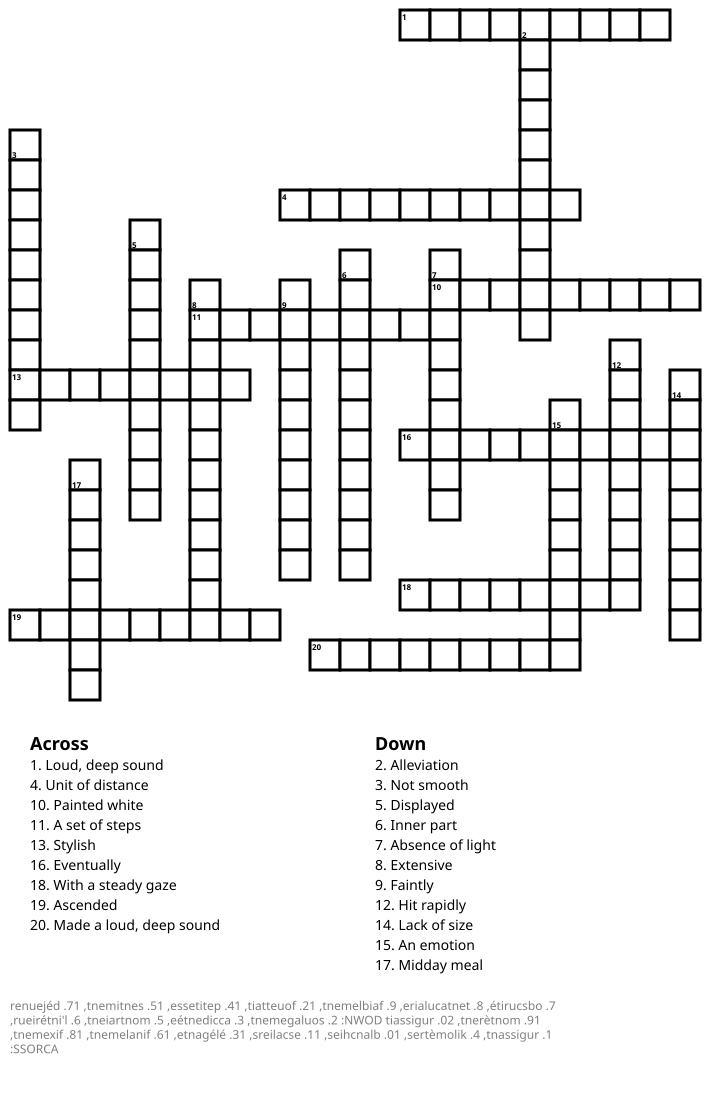 1
2
3
4
5
6 7
10
8 9
11
12
13
14
15
16
17
18
19
20
Across
1. Loud, deep sound
4. Unit of distance
10. Painted white
11. A set of steps
13. Stylish
16. Eventually
18. With a steady gaze
19. Ascended
20. Made a loud, deep sound
Down
2. Alleviation
3. Not smooth
5. Displayed
6. Inner part
7. Absence of light
8. Extensive
9. Faintly
12. Hit rapidly
14. Lack of size
15. An emotion
17. Midday meal
renuejéd .71 ,tnemitnes .51 ,essetitep .41 ,tiatteuof .21 ,tnemelbiaf .9 ,erialucatnet .8 ,étirucsbo .7
,rueirétni'l .6 ,tneiartnom .5 ,eétnedicca .3 ,tnemegaluos .2 :NWOD tiassigur .02 ,tnerètnom .91
,tnemexif .81 ,tnemelanif .61 ,etnagélé .31 ,sreilacse .11 ,seihcnalb .01 ,sertèmolik .4 ,tnassigur .1
:SSORCA